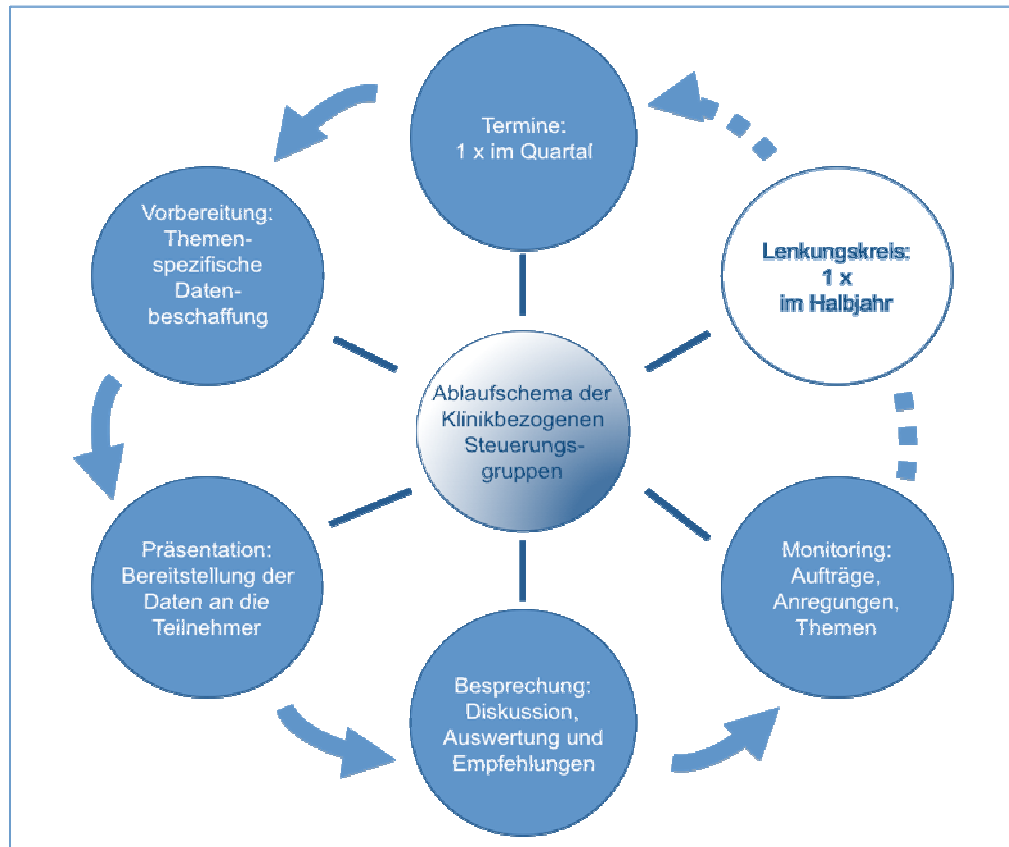 Termine:
1 x im Quartal
Vorbereitung:
Themen-
spezifische
Daten-
beschaffung
Präsentation:
Bereitstellung der
Daten an die
Teilnehmer
Besprechung:
Diskussion,
Auswertung und
Empfehlungen
Monitoring:
Aufträge,
Anregungen,
Themen
Lenkungskreis:
1 x
im Halbjahr
Ablaufschema der
Klinikbezogenen
Steuerungs-
gruppen